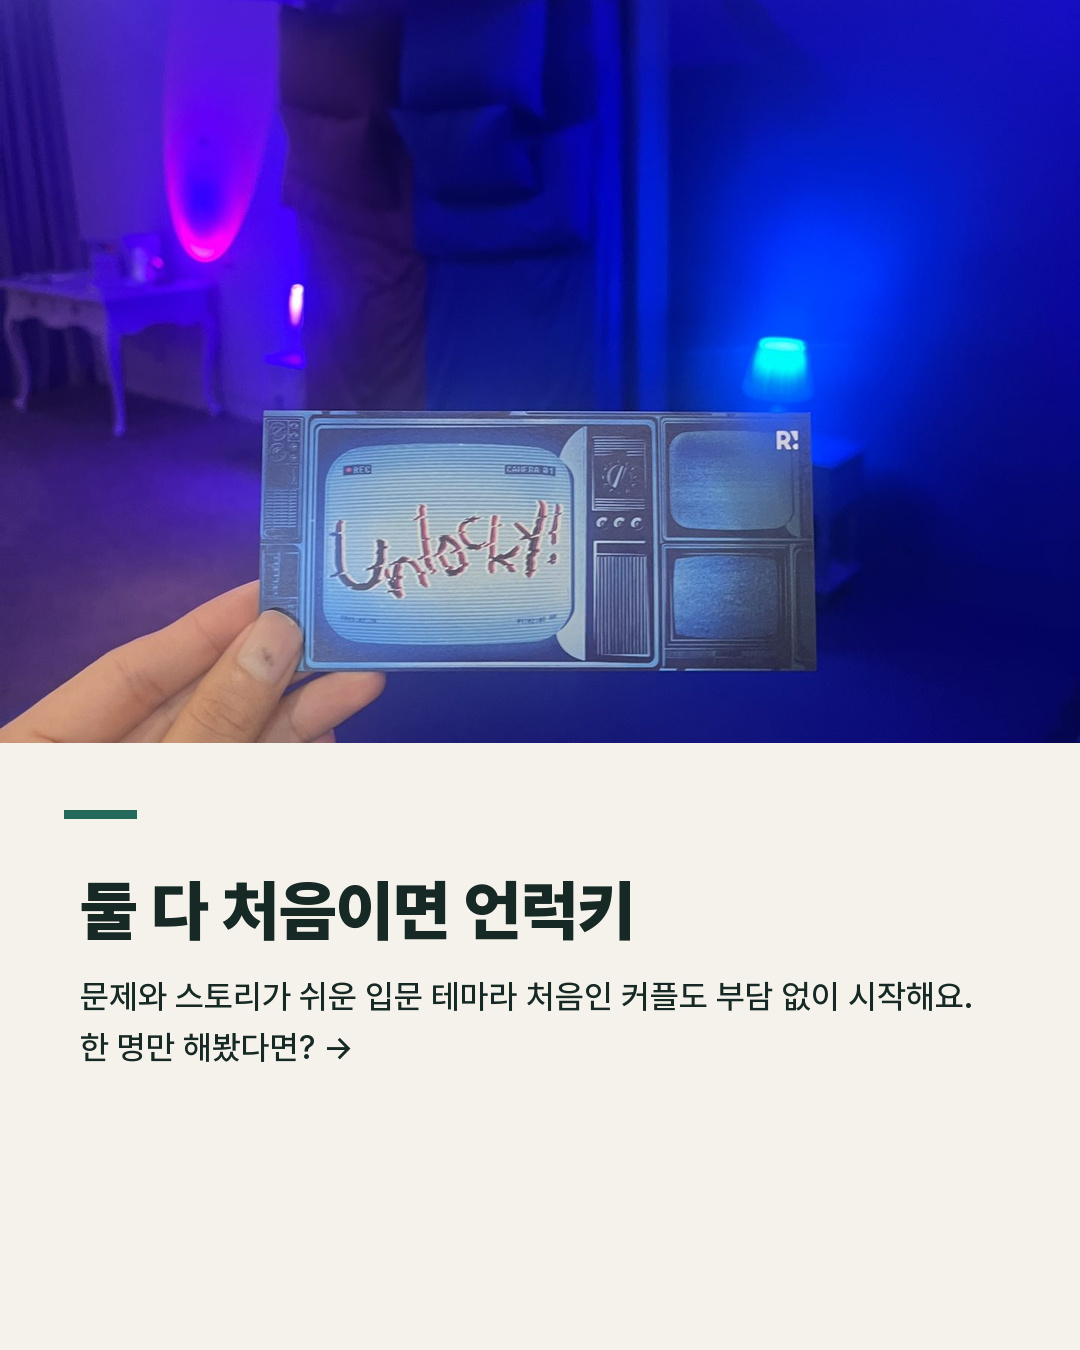 R!
REC
CAMERA 01
Unlocky!
둘 다 처음이면 언럭키
문제와 스토리가 쉬운 입문 테마라 처음인 커플도 부담 없이 시작해요.
한 명만 해봤다면? →